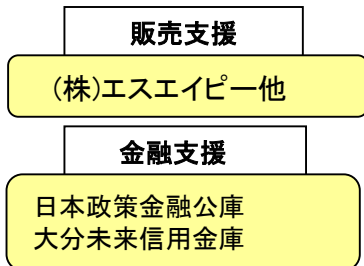 販売支援
(株)エスエイピー他
金融支援
日本政策金融公庫
大分未来信用金庫